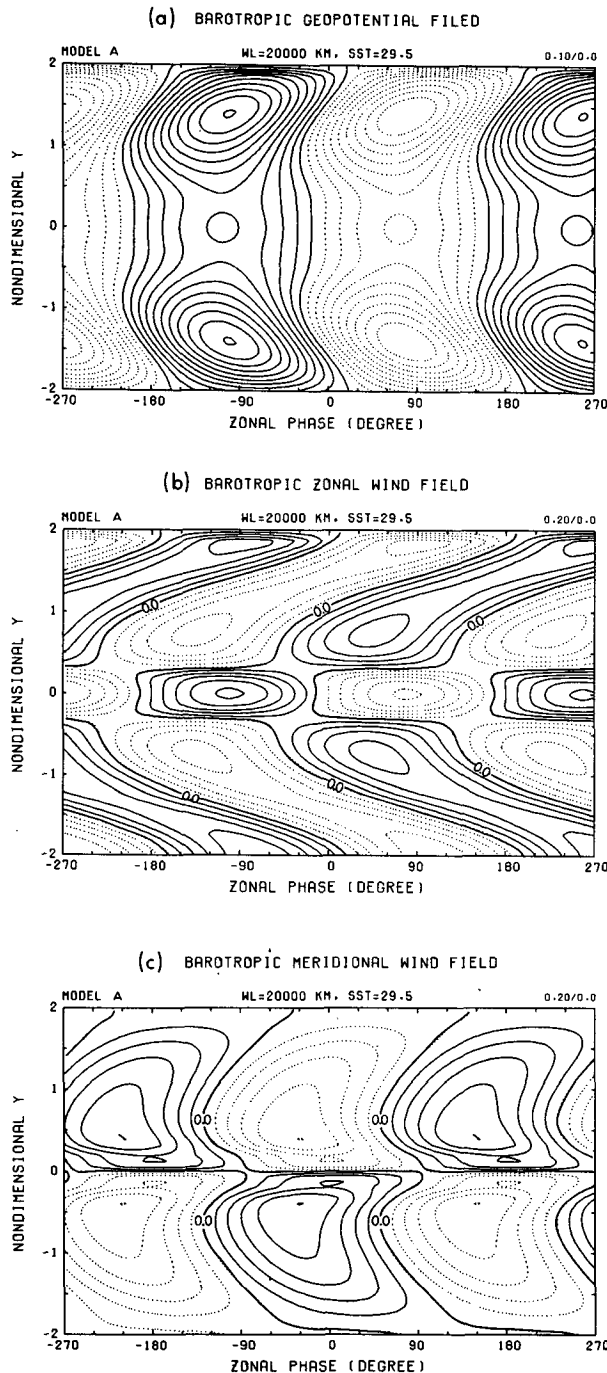 (a) BAROTROPIC GEOPOTENTIAL FILED
MODEL A WL=20000 KM, SST=29.5 0.10/0.0
NONDIMENSIONAL Y
2
1
0
-1
-2
-270 -180 -90 0 90 180 270
ZONAL PHASE (DEGREE)
(b) BAROTROPIC ZONAL WIND FIELD
MODEL A WL=20000 KM, SST=29.5 0.20/0.0
NONDIMENSIONAL Y
2
1
0
-1
-2
0.0 0.0 0.0
0.0 0.0 0.0
-270 -180 -90 0 90 180 270
ZONAL PHASE (DEGREE)
(c) BAROTROPIC MERIDIONAL WIND FIELD
MODEL A WL=20000 KM, SST=29.5 0.20/0.0
NONDIMENSIONAL Y
2
1
0
-1
-2
0.0 0.0
0.0 0.0
-270 -180 -90 0 90 180 270
ZONAL PHASE (DEGREE)